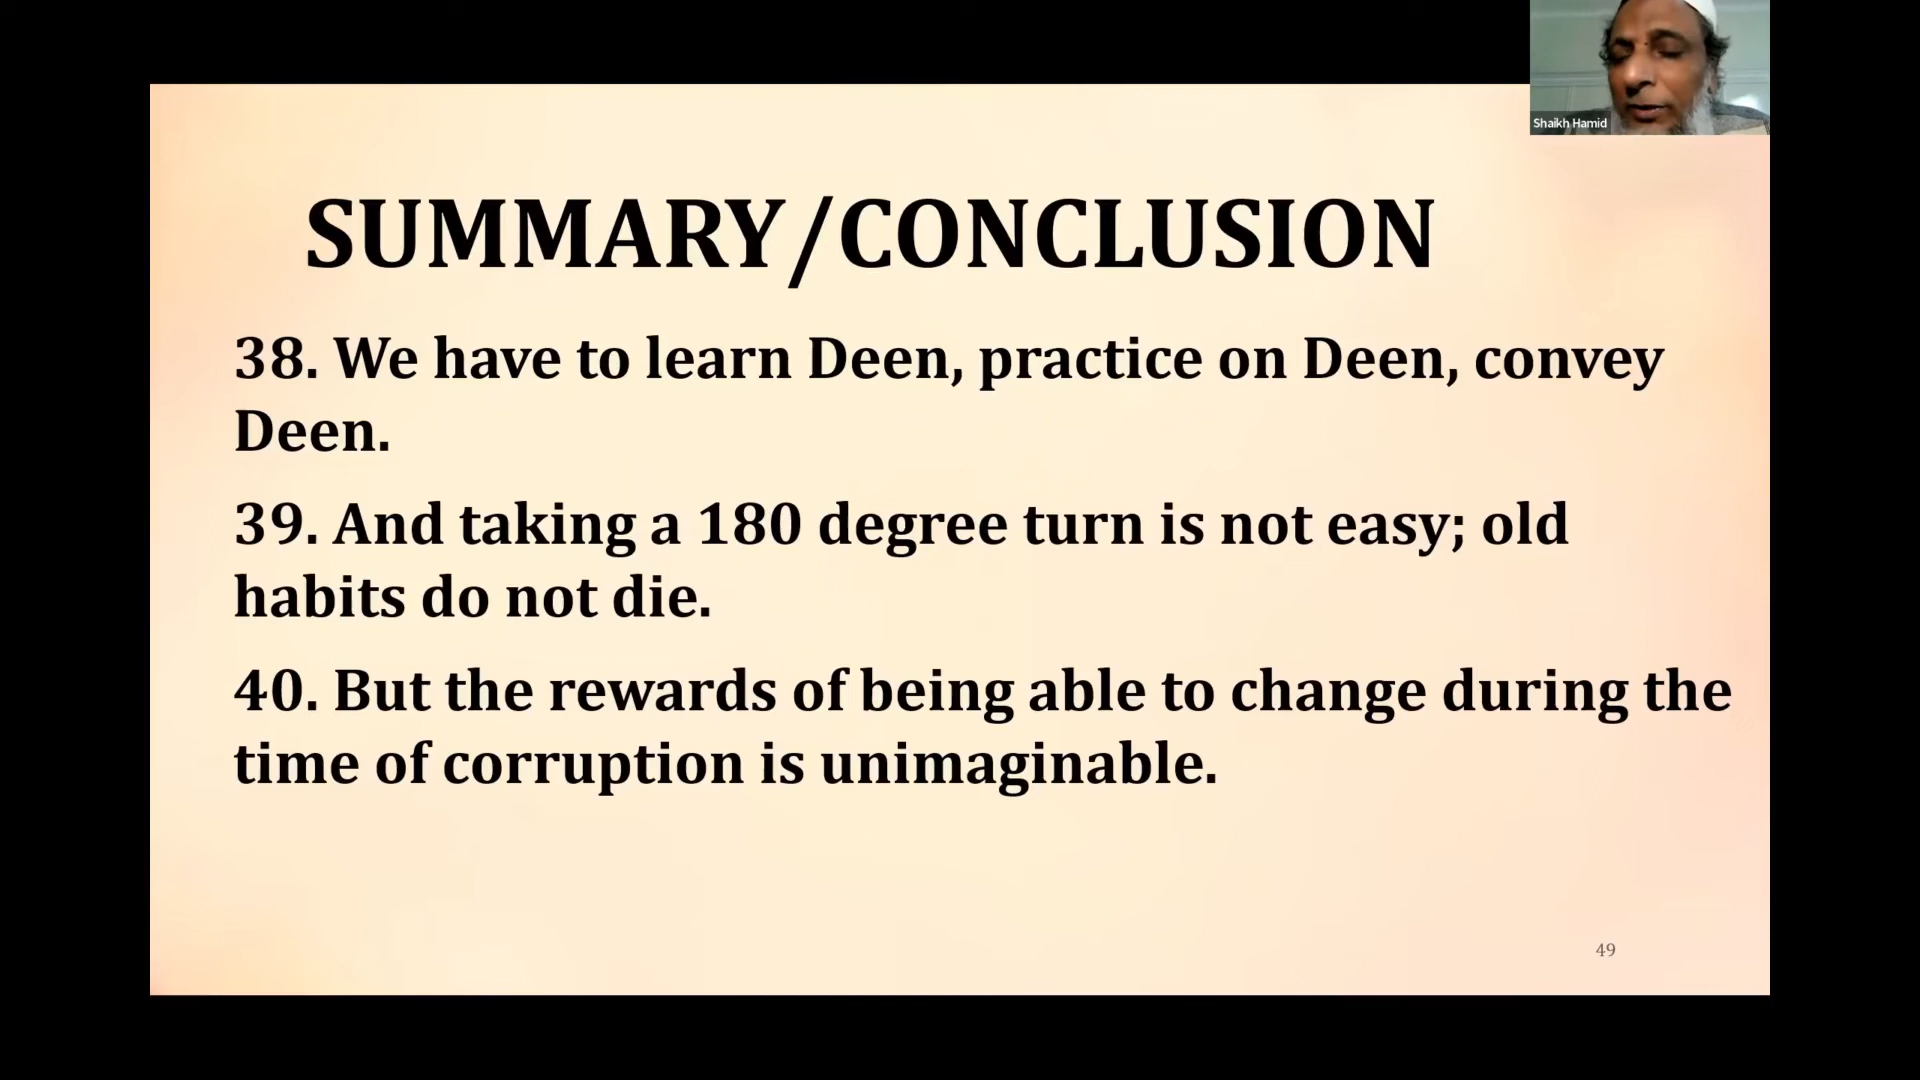 Shaikh Hamid
SUMMARY/CONCLUSION
38. We have to learn Deen, practice on Deen, convey
Deen.
39. And taking a 180 degree turn is not easy; old
habits do not die.
40. But the rewards of being able to change during the
time of corruption is unimaginable.
49